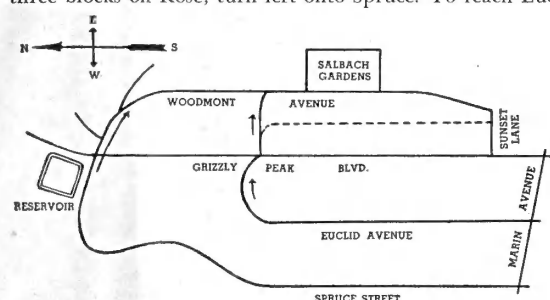 three blocks on Rose, turn left onto Spruce. To reach Euc
E
N S
W
SALBACH
GARDENS
WOODMONT AVENUE
SUNSET
LANE
GRIZZLY PEAK BLVD.
RESERVOIR
AVENUE
EUCLID AVENUE
MARIN
SPRUCE STREET